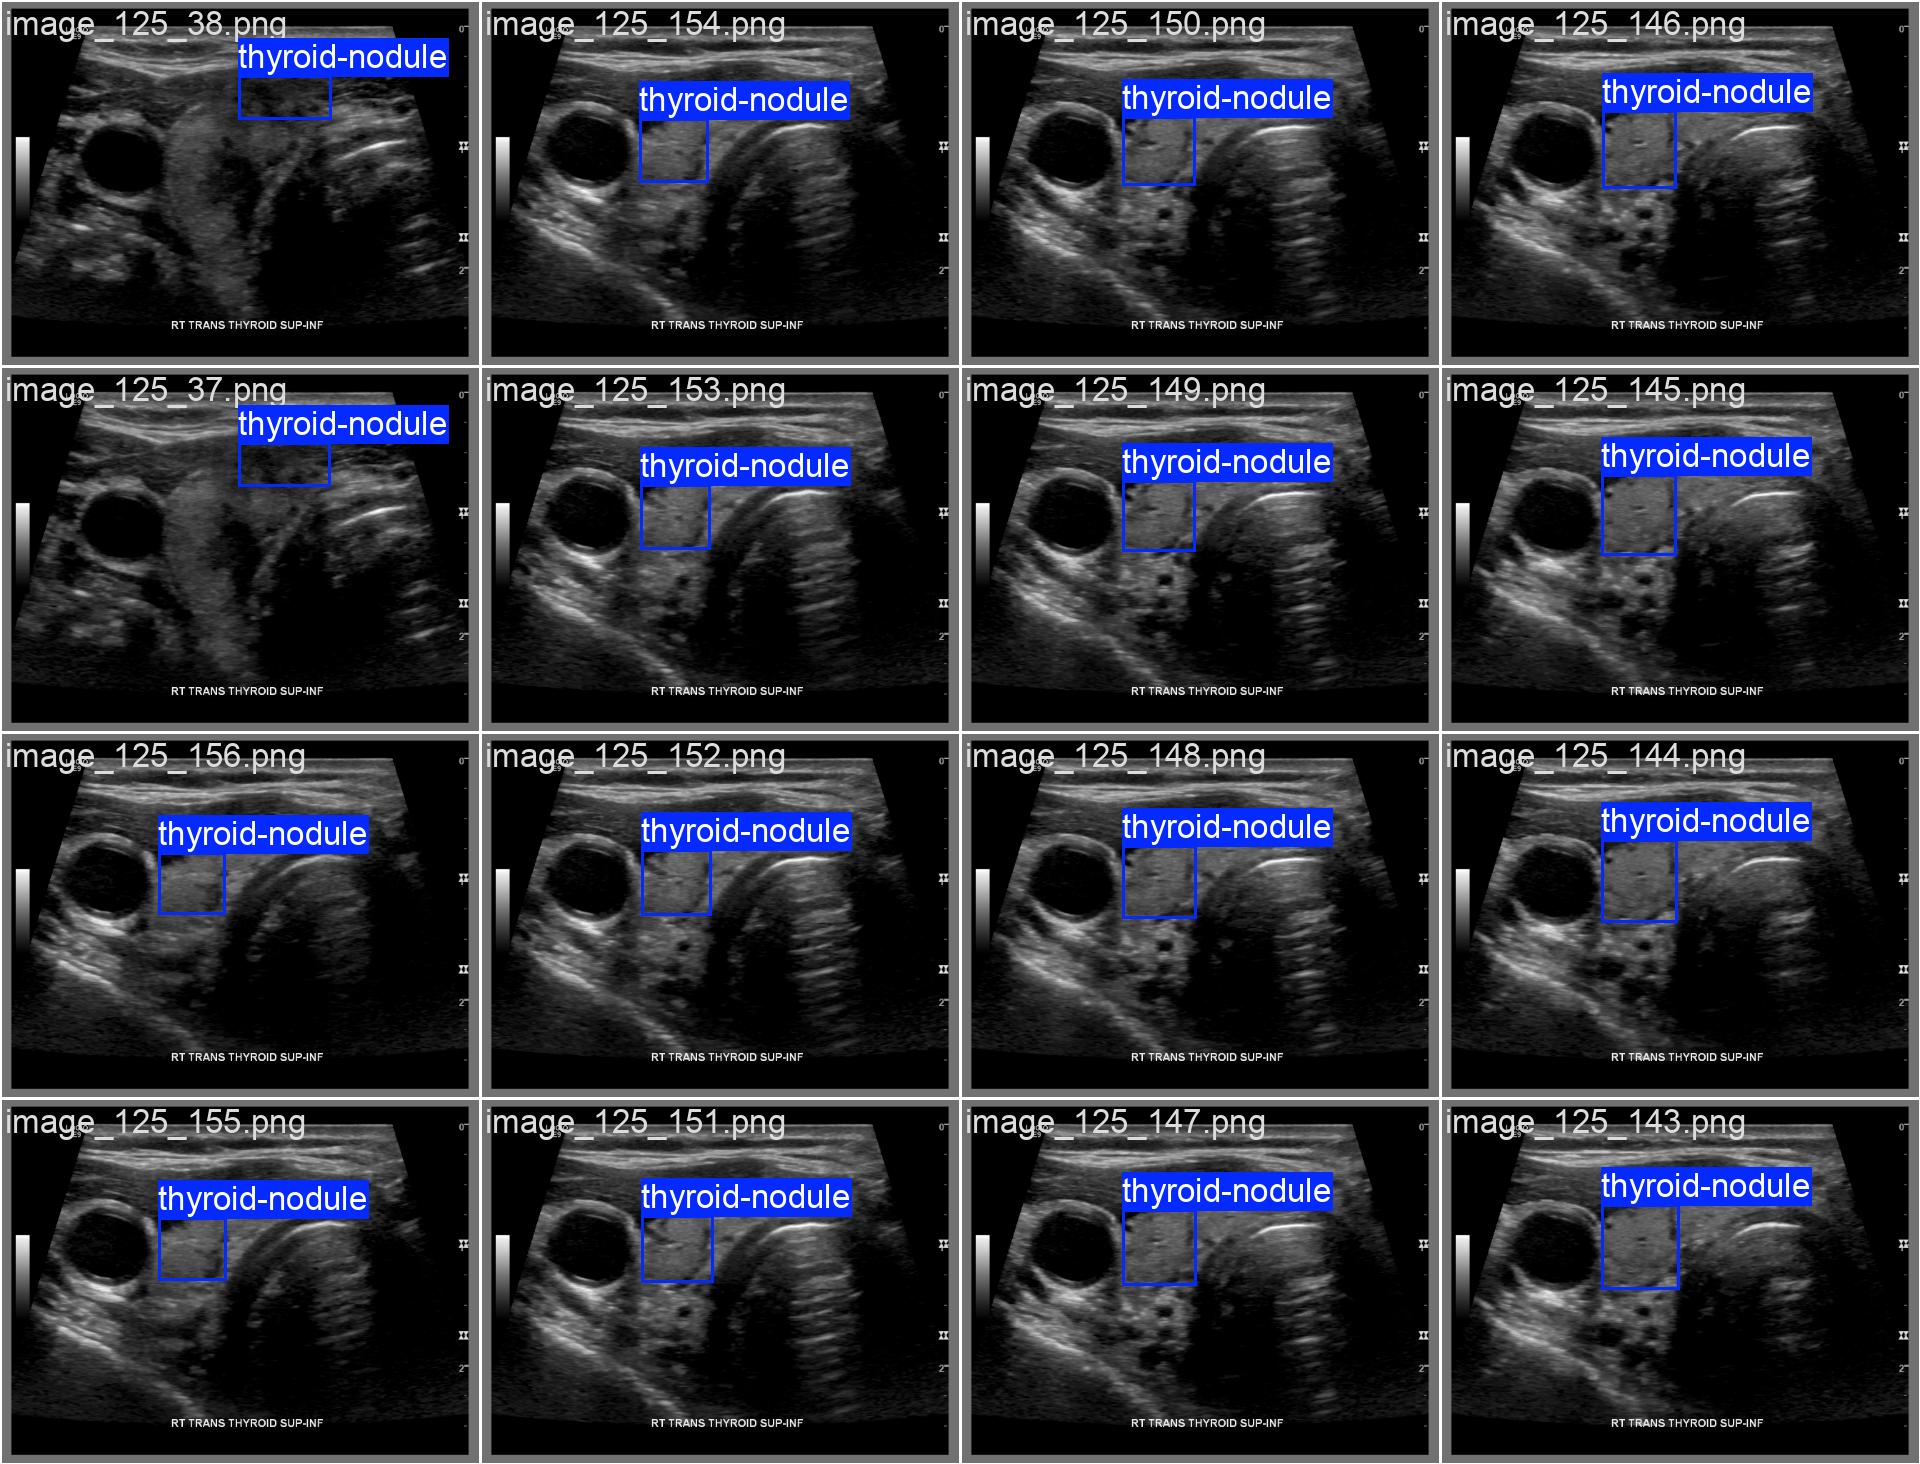 image_125_38.png
thyroid-nodule
RT TRANS THYROID SUP-INF
image_125_154.png
thyroid-nodule
RT TRANS THYROID SUP-INF
image_125_150.png
thyroid-nodule
RT TRANS THYROID SUP-INF
image_125_146.png
thyroid-nodule
RT TRANS THYROID SUP-INF
image_125_37.png
thyroid-nodule
RT TRANS THYROID SUP-INF
image_125_153.png
thyroid-nodule
RT TRANS THYROID SUP-INF
image_125_149.png
thyroid-nodule
RT TRANS THYROID SUP-INF
image_125_145.png
thyroid-nodule
RT TRANS THYROID SUP-INF
image_125_156.png
thyroid-nodule
RT TRANS THYROID SUP-INF
image_125_152.png
thyroid-nodule
RT TRANS THYROID SUP-INF
image_125_148.png
thyroid-nodule
RT TRANS THYROID SUP-INF
image_125_144.png
thyroid-nodule
RT TRANS THYROID SUP-INF
image_125_155.png
thyroid-nodule
RT TRANS THYROID SUP-INF
image_125_151.png
thyroid-nodule
RT TRANS THYROID SUP-INF
image_125_147.png
thyroid-nodule
RT TRANS THYROID SUP-INF
image_125_143.png
thyroid-nodule
RT TRANS THYROID SUP-INF